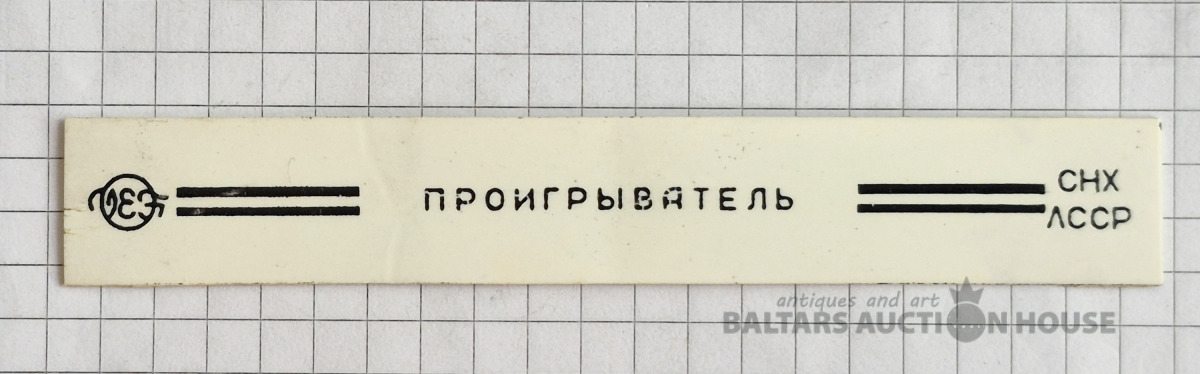 ПРОИГРЫВАТЕЛЬ
СНХ
ЛССР
antiques and art
BALTARS AUCTION HOUSE